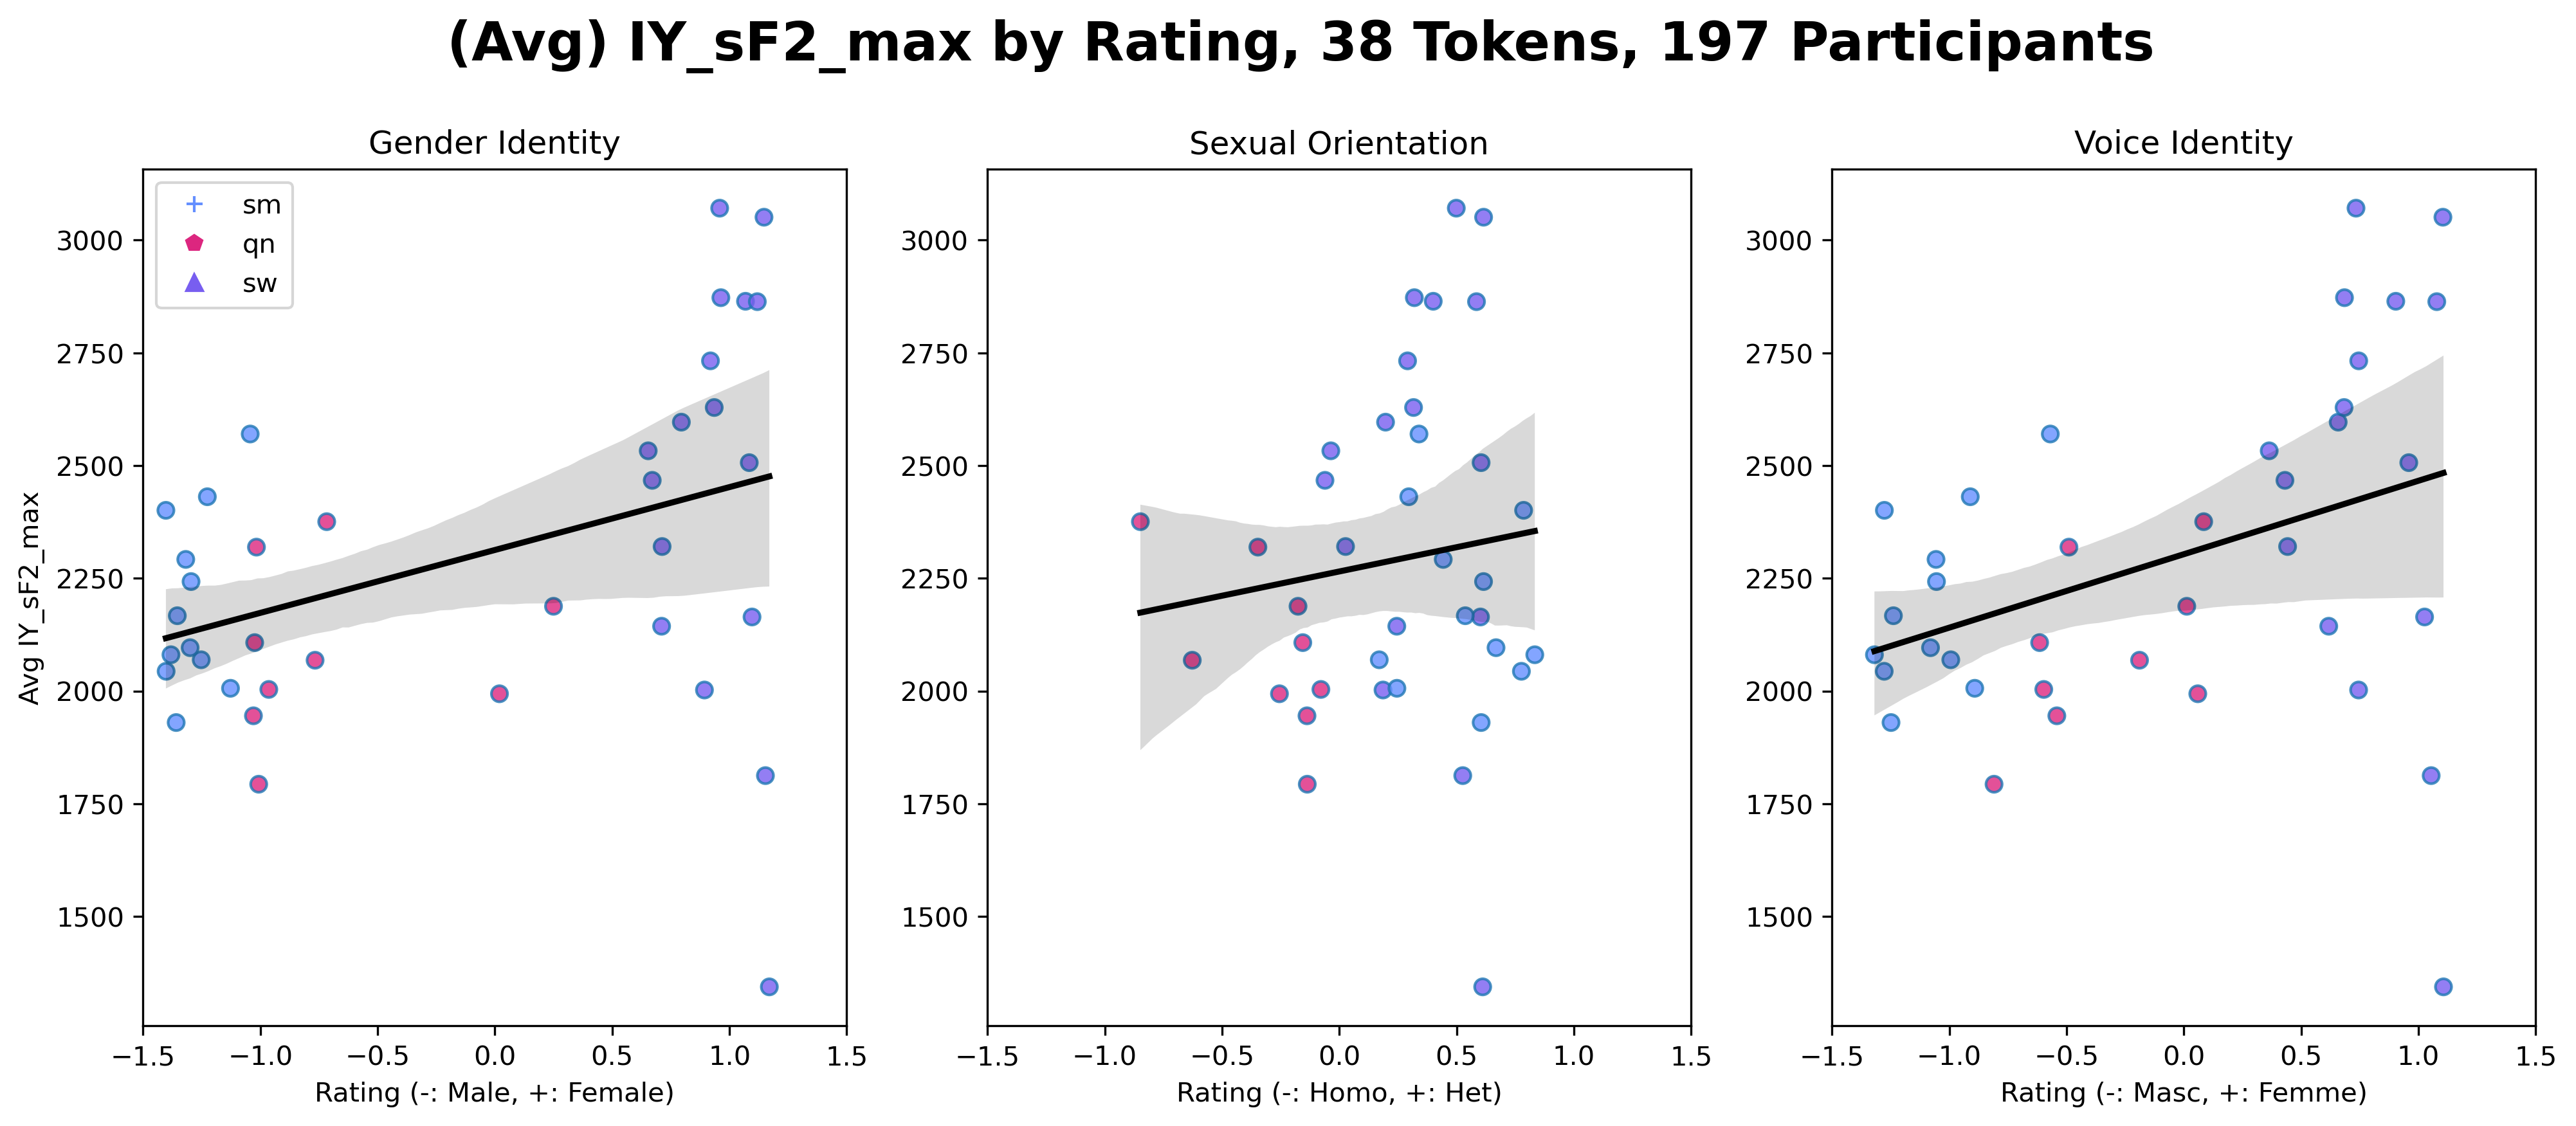 (Avg) IY_sF2_max by Rating, 38 Tokens, 197 Participants
Gender Identity
Sexual Orientation
Voice Identity
sm
qn
sw
Avg IY_sF2_max
3000
2750
2500
2250
2000
1750
1500
−1.5 −1.0 −0.5 0.0 0.5 1.0 1.5
Rating (-: Male, +: Female)
3000
2750
2500
2250
2000
1750
1500
−1.5 −1.0 −0.5 0.0 0.5 1.0 1.5
Rating (-: Homo, +: Het)
3000
2750
2500
2250
2000
1750
1500
−1.5 −1.0 −0.5 0.0 0.5 1.0 1.5
Rating (-: Masc, +: Femme)